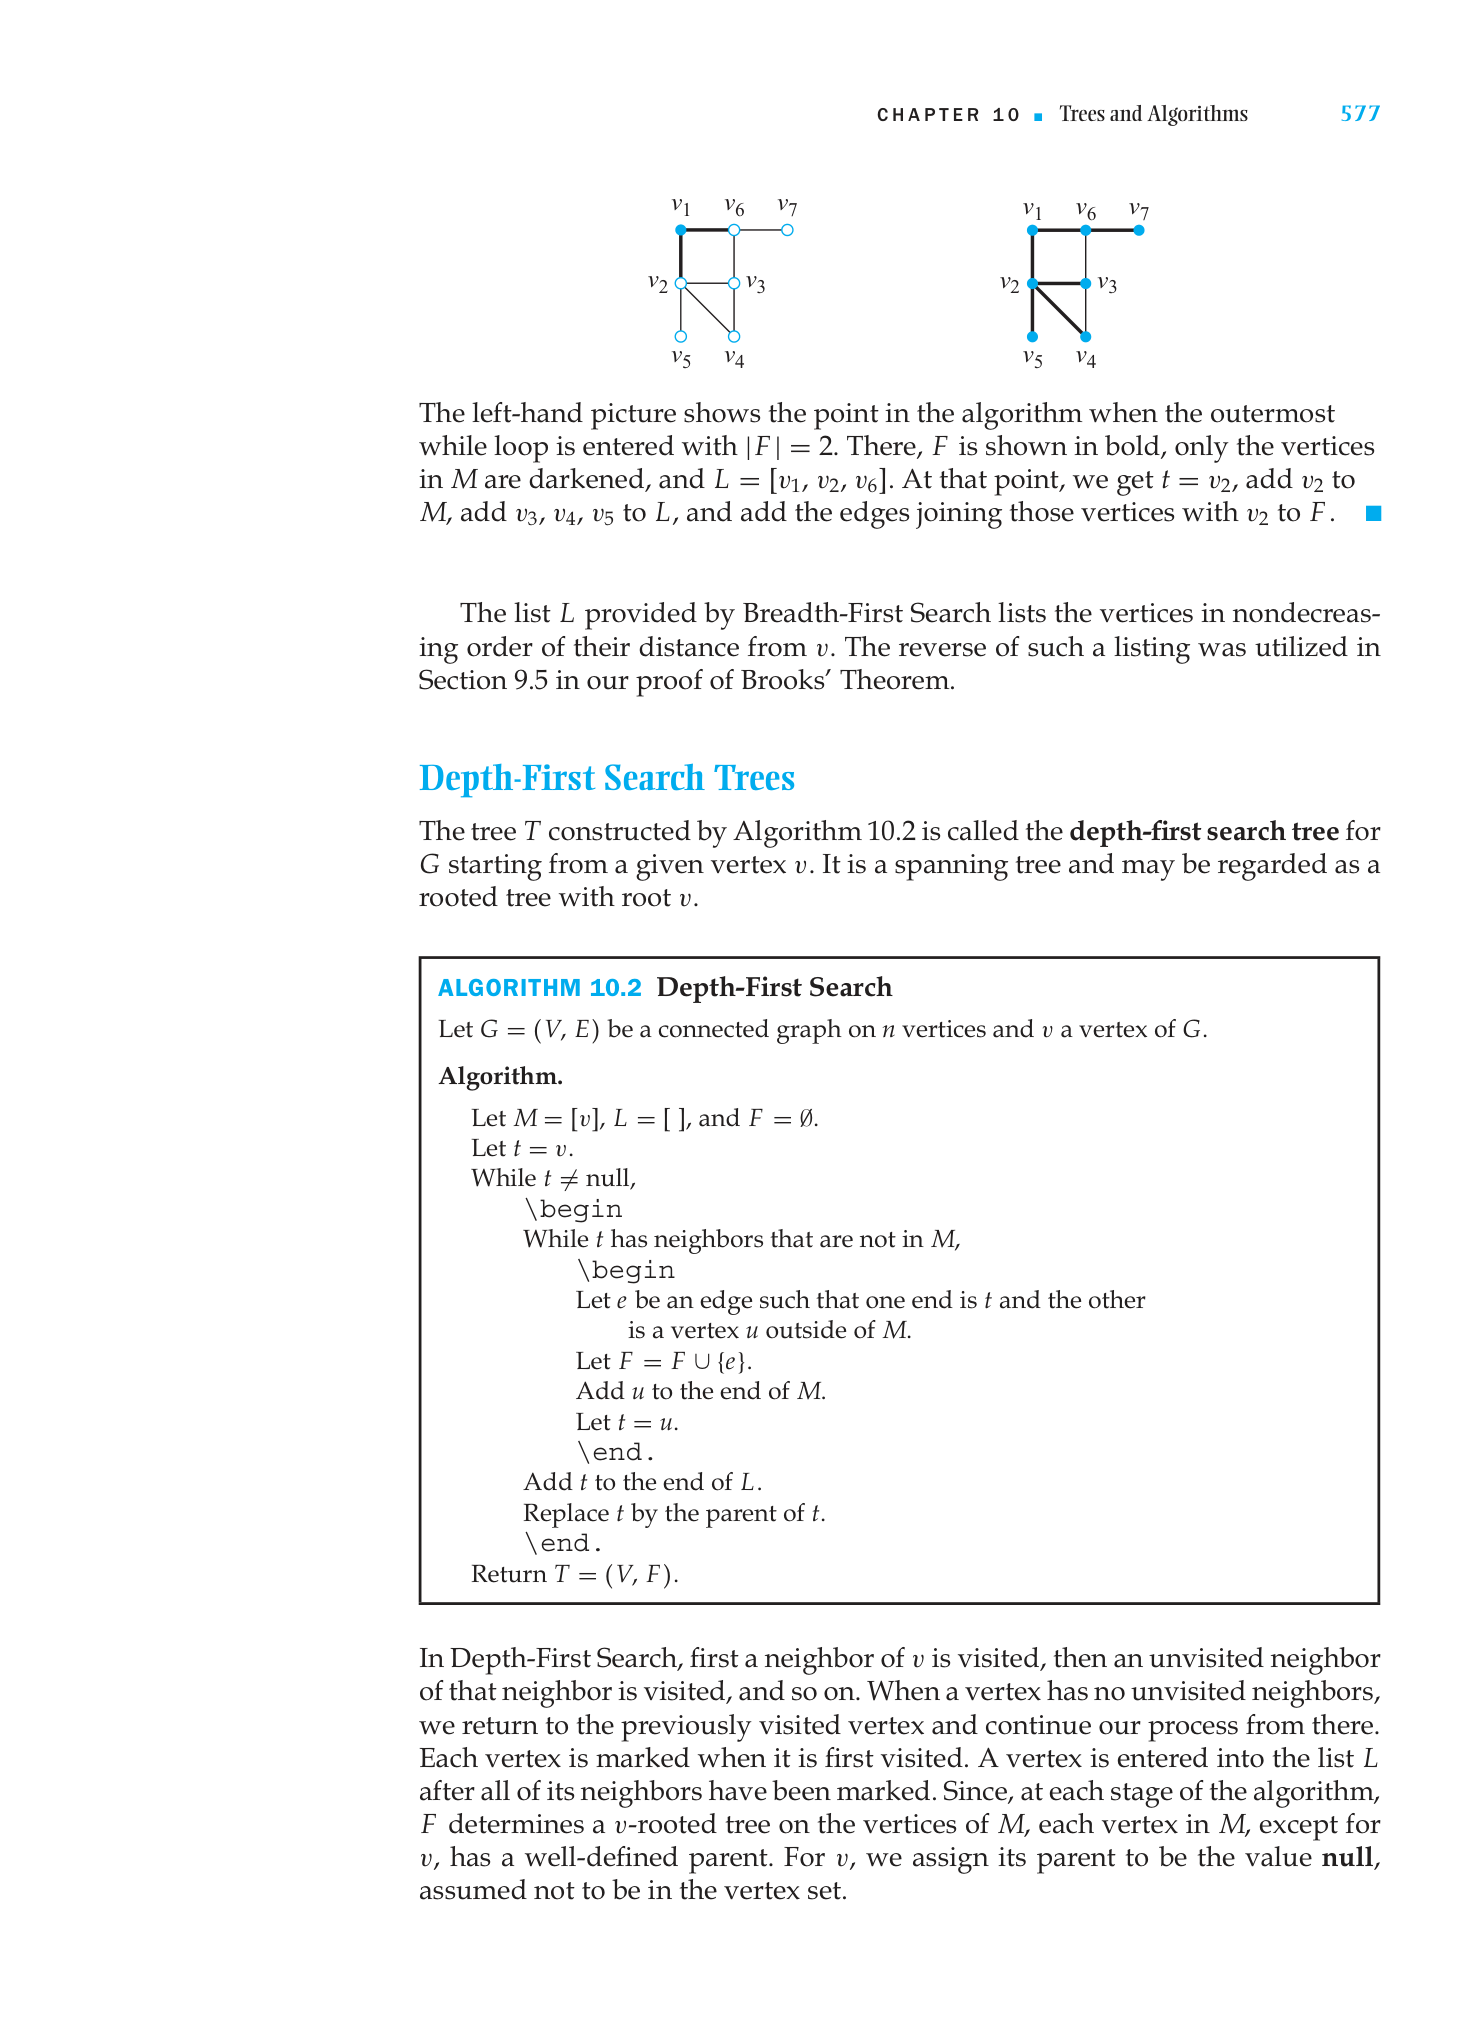 CHAPTER 10 ■ Trees and Algorithms 577
v1 v6 v7 v1 v6 v7
v2 v3 v2 v3
v5 v4 v5 v4
The left-hand picture shows the point in the algorithm when the outermost
while loop is entered with |F| = 2. There, F is shown in bold, only the vertices
in M are darkened, and L = [v1, v2, v6]. At that point, we get t = v2, add v2 to
M, add v3, v4, v5 to L, and add the edges joining those vertices with v2 to F. ■
The list L provided by Breadth-First Search lists the vertices in nondecreas-
ing order of their distance from v. The reverse of such a listing was utilized in
Section 9.5 in our proof of Brooks’ Theorem.
Depth-First Search Trees
The tree T constructed by Algorithm 10.2 is called the depth-first search tree for
G starting from a given vertex v. It is a spanning tree and may be regarded as a
rooted tree with root v.
ALGORITHM 10.2 Depth-First Search
Let G = (V, E) be a connected graph on n vertices and v a vertex of G.
Algorithm.
Let M = [v], L = [ ], and F = ∅.
Let t = v.
While t ≠ null,
\begin
While t has neighbors that are not in M,
\begin
Let e be an edge such that one end is t and the other
is a vertex u outside of M.
Let F = F ∪ {e}.
Add u to the end of M.
Let t = u.
\end.
Add t to the end of L.
Replace t by the parent of t.
\end.
Return T = (V, F).
In Depth-First Search, first a neighbor of v is visited, then an unvisited neighbor
of that neighbor is visited, and so on. When a vertex has no unvisited neighbors,
we return to the previously visited vertex and continue our process from there.
Each vertex is marked when it is first visited. A vertex is entered into the list L
after all of its neighbors have been marked. Since, at each stage of the algorithm,
F determines a v-rooted tree on the vertices of M, each vertex in M, except for
v, has a well-defined parent. For v, we assign its parent to be the value null,
assumed not to be in the vertex set.